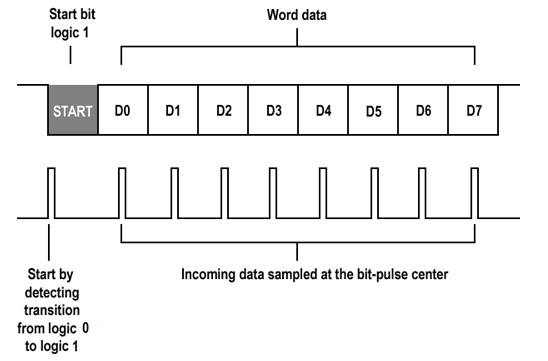 Start bit
logic 1
Word data
START
D0
D1
D2
D3
D4
D5
D6
D7
Start by
detecting
transition
from logic 0
to logic 1
Incoming data sampled at the bit-pulse center